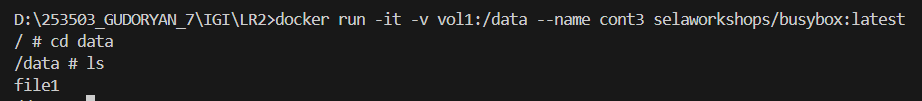 D:\253503_GUDORYAN_7\IGI\LR2>docker run -it -v vol1:/data --name cont3 selaworkshops/busybox:latest
/ # cd data
/data # ls
file1